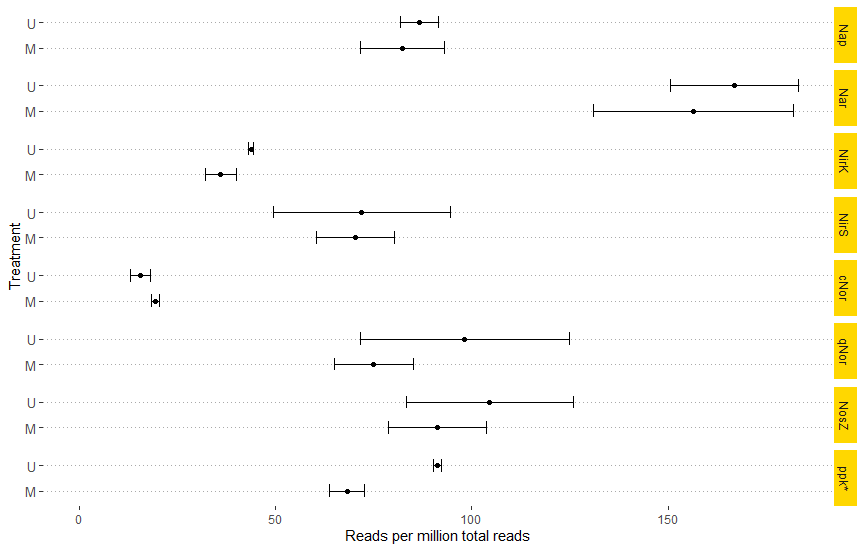 U
M
Nap
U
M
Nar
U
M
NirK
U
M
NirS
U
M
cNor
U
M
qNor
U
M
NosZ
U
M
ppk*
Treatment
0 50 100 150
Reads per million total reads